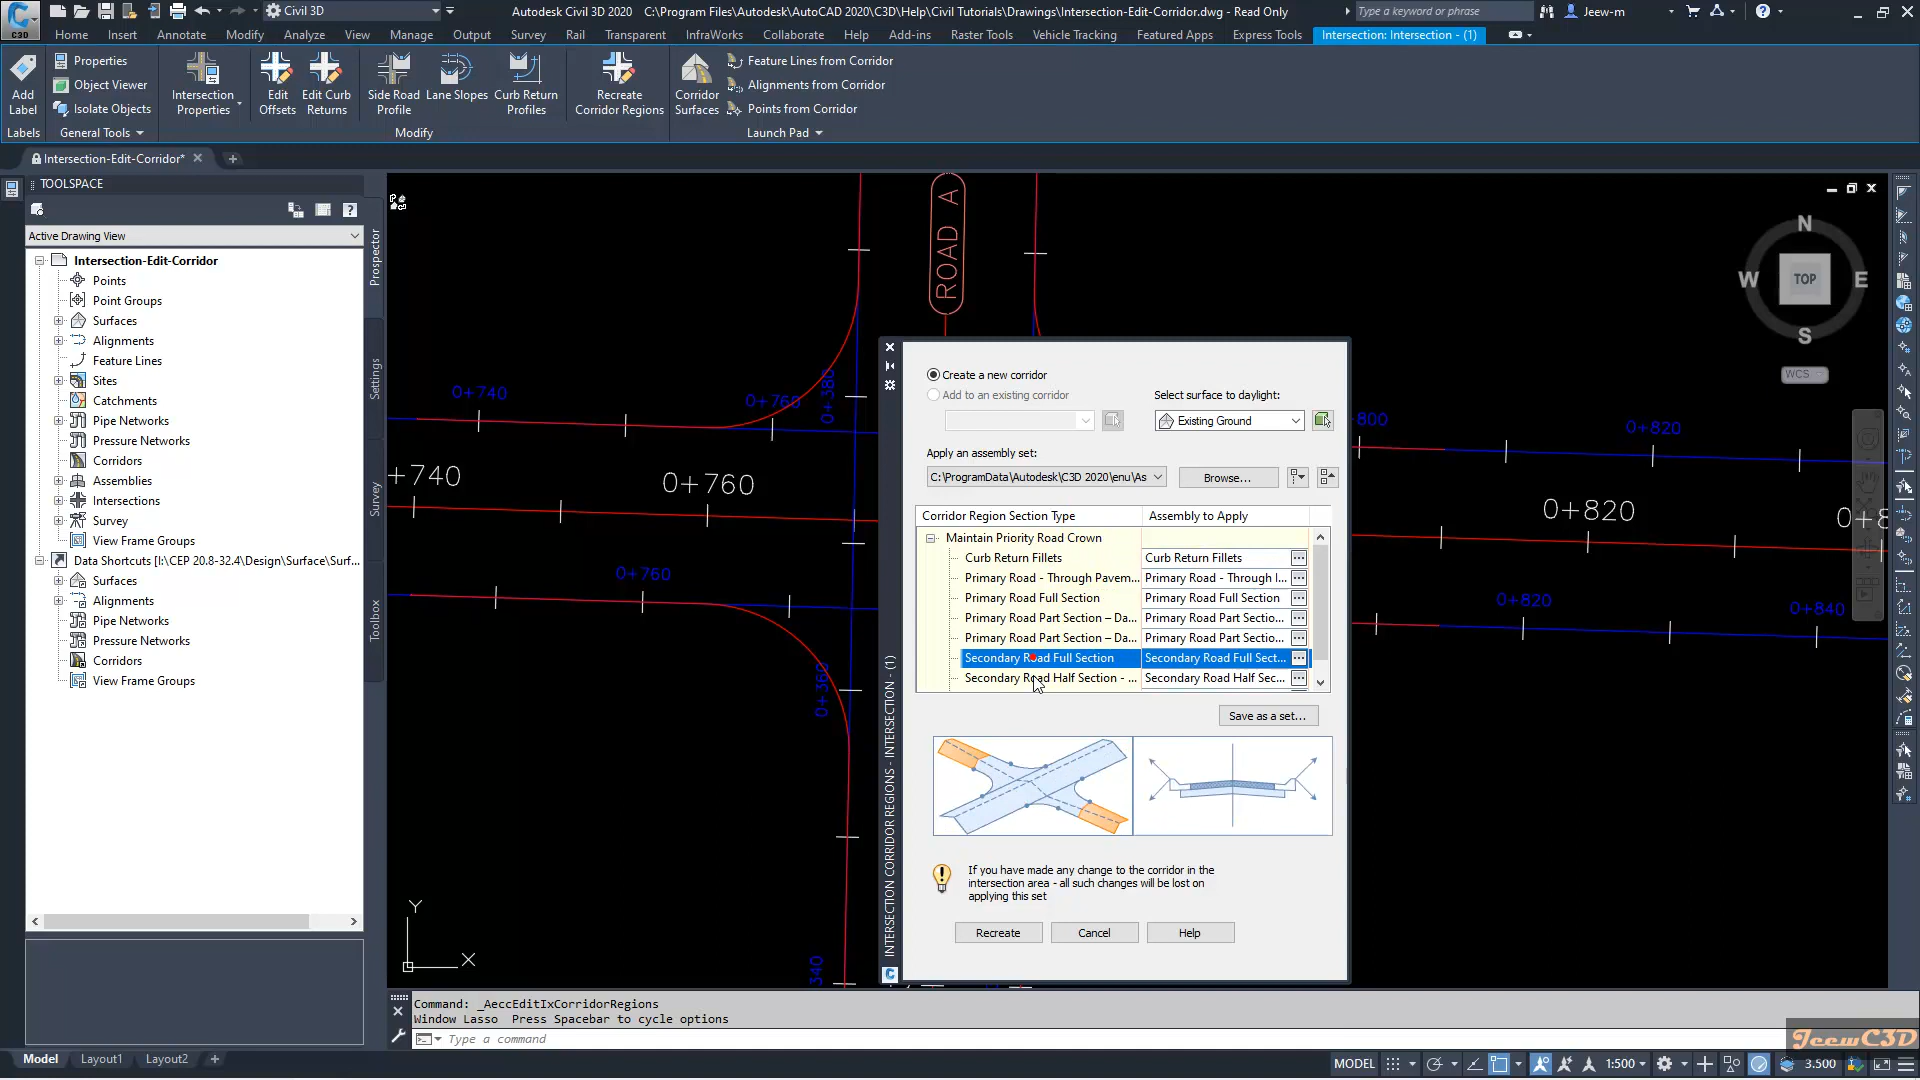 Civil 3D
Autodesk Civil 3D 2020 C:\Program Files\Autodesk\AutoCAD 2020\C3D\Help\Civil Tutorials\Drawings\Intersection-Edit-Corridor.dwg - Read Only
Type a keyword or phrase
Jeew-m
C3D
Home Insert Annotate Modify Analyze View Manage Output Survey Rail Transparent InfraWorks Collaborate Help Add-ins Raster Tools Vehicle Tracking Featured Apps Express Tools Intersection: Intersection - (1)
Properties
Object Viewer
Isolate Objects
Add Label
Intersection Properties
Edit Offsets
Edit Curb Returns
Side Road Profile
Lane Slopes
Curb Return Profiles
Recreate Corridor Regions
Corridor Surfaces
Feature Lines from Corridor
Alignments from Corridor
Points from Corridor
Labels
General Tools
Modify
Launch Pad
Intersection-Edit-Corridor*
TOOLSPACE
Active Drawing View
Intersection-Edit-Corridor
Points
Point Groups
Surfaces
Alignments
Feature Lines
Sites
Catchments
Pipe Networks
Pressure Networks
Corridors
Assemblies
Intersections
Survey
View Frame Groups
Data Shortcuts [I:\CEP 20.8-32.4\Design\Surface\Surf...
Surfaces
Alignments
Pipe Networks
Pressure Networks
Corridors
View Frame Groups
Prospector
Settings
Survey
Toolbox
ROAD A
0+740
0+760
0+380
+740
0+760
0+760
0+380
340
800
0+820
0+820
0+8
0+820
0+840
N
W
TOP
E
S
WCS
Y
X
INTERSECTION CORRIDOR REGIONS - INTERSECTION - (1)
Create a new corridor
Add to an existing corridor
Select surface to daylight:
Existing Ground
Apply an assembly set:
C:\ProgramData\Autodesk\C3D 2020\enu\As
Browse...
Corridor Region Section Type Assembly to Apply
Maintain Priority Road Crown
Curb Return Fillets Curb Return Fillets
Primary Road - Through Pavem... Primary Road - Through I...
Primary Road Full Section Primary Road Full Section
Primary Road Part Section – Da... Primary Road Part Sectio...
Primary Road Part Section – Da... Primary Road Part Sectio...
Secondary Road Full Section Secondary Road Full Sect...
Secondary Road Half Section - ... Secondary Road Half Sec...
Save as a set...
If you have made any change to the corridor in the
intersection area - all such changes will be lost on
applying this set
Recreate Cancel Help
Command: _AeccEditIxCorridorRegions
Window Lasso Press Spacebar to cycle options
Type a command
JeewC3D
Model Layout1 Layout2
MODEL 1:500 3.500